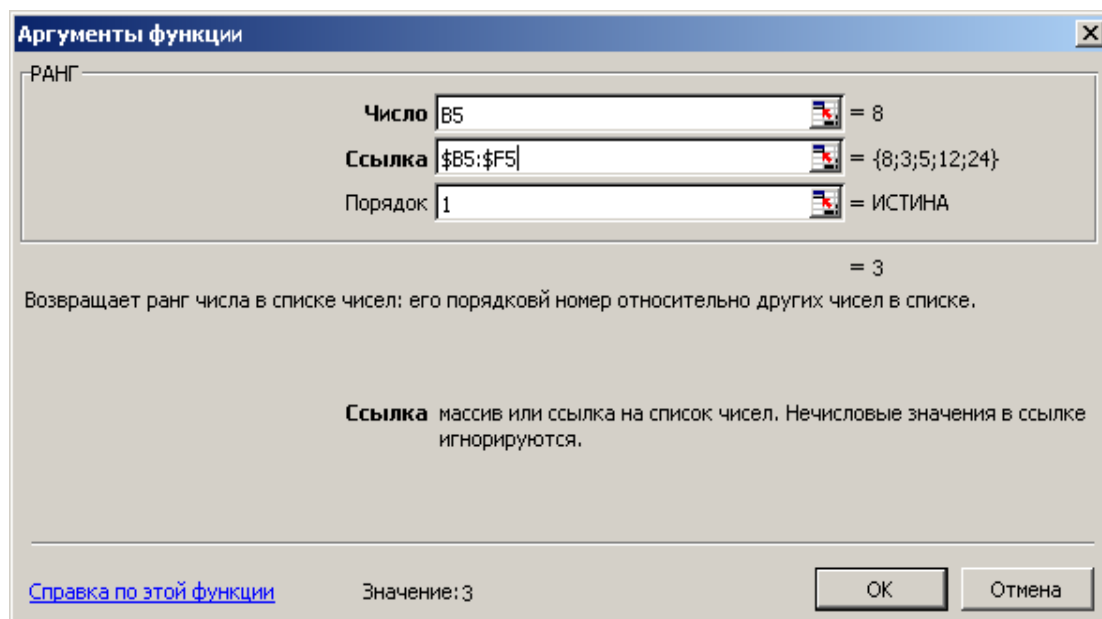 Аргументы функции
РАНГ
Число B5 = 8
Ссылка $B5:$F5 = {8;3;5;12;24}
Порядок 1 = ИСТИНА
= 3
Возвращает ранг числа в списке чисел: его порядковй номер относительно других чисел в списке.
Ссылка массив или ссылка на список чисел. Нечисловые значения в ссылке
игнорируются.
Справка по этой функции Значение:3 ОК Отмена